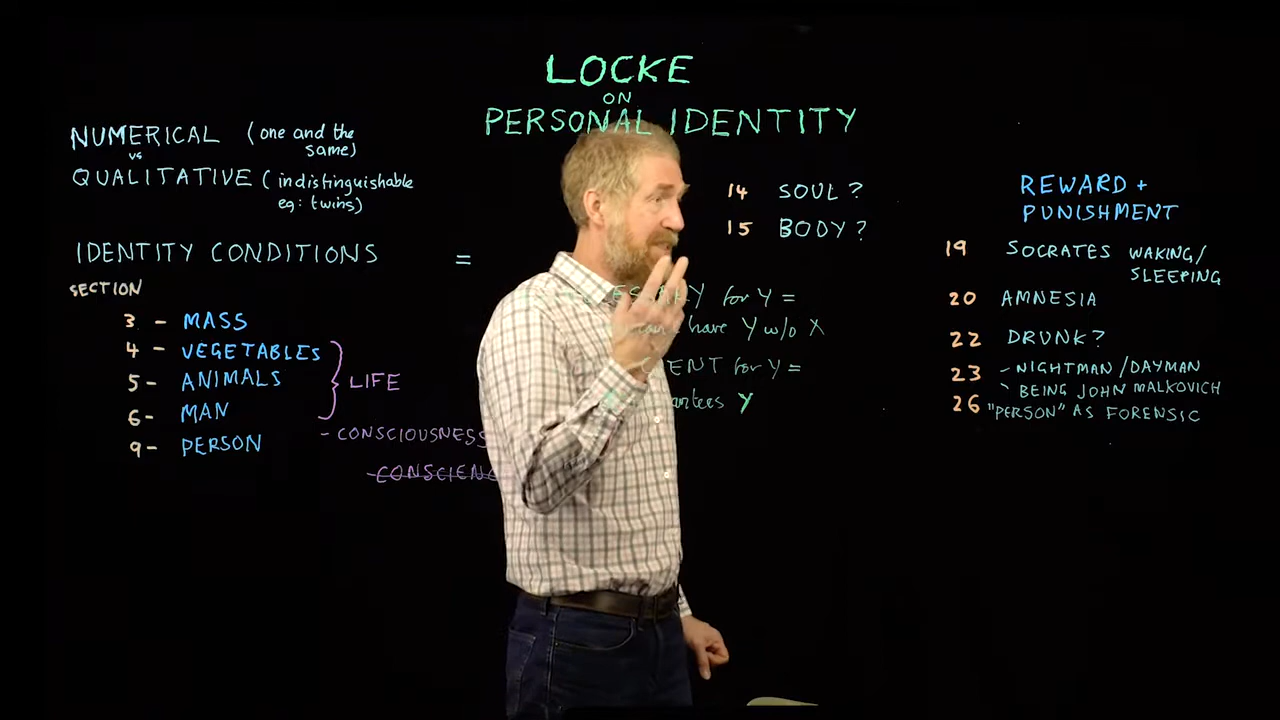 LOCKE
ON
PERSONAL IDENTITY
NUMERICAL (one and the same)
vs
QUALITATIVE (indistinguishable eg: twins)
IDENTITY CONDITIONS =
SECTION
3 - MASS
4 - VEGETABLES
5 - ANIMALS
6 - MAN
LIFE
9 - PERSON
- CONSCIOUSNESS
14 SOUL?
15 BODY?
for Y =
have Y w/o X
for Y =
Y
REWARD +
PUNISHMENT
19 SOCRATES WAKING/
SLEEPING
20 AMNESIA
22 DRUNK?
23 - NIGHTMAN/DAYMAN
- BEING JOHN MALKOVICH
26 "PERSON" AS FORENSIC